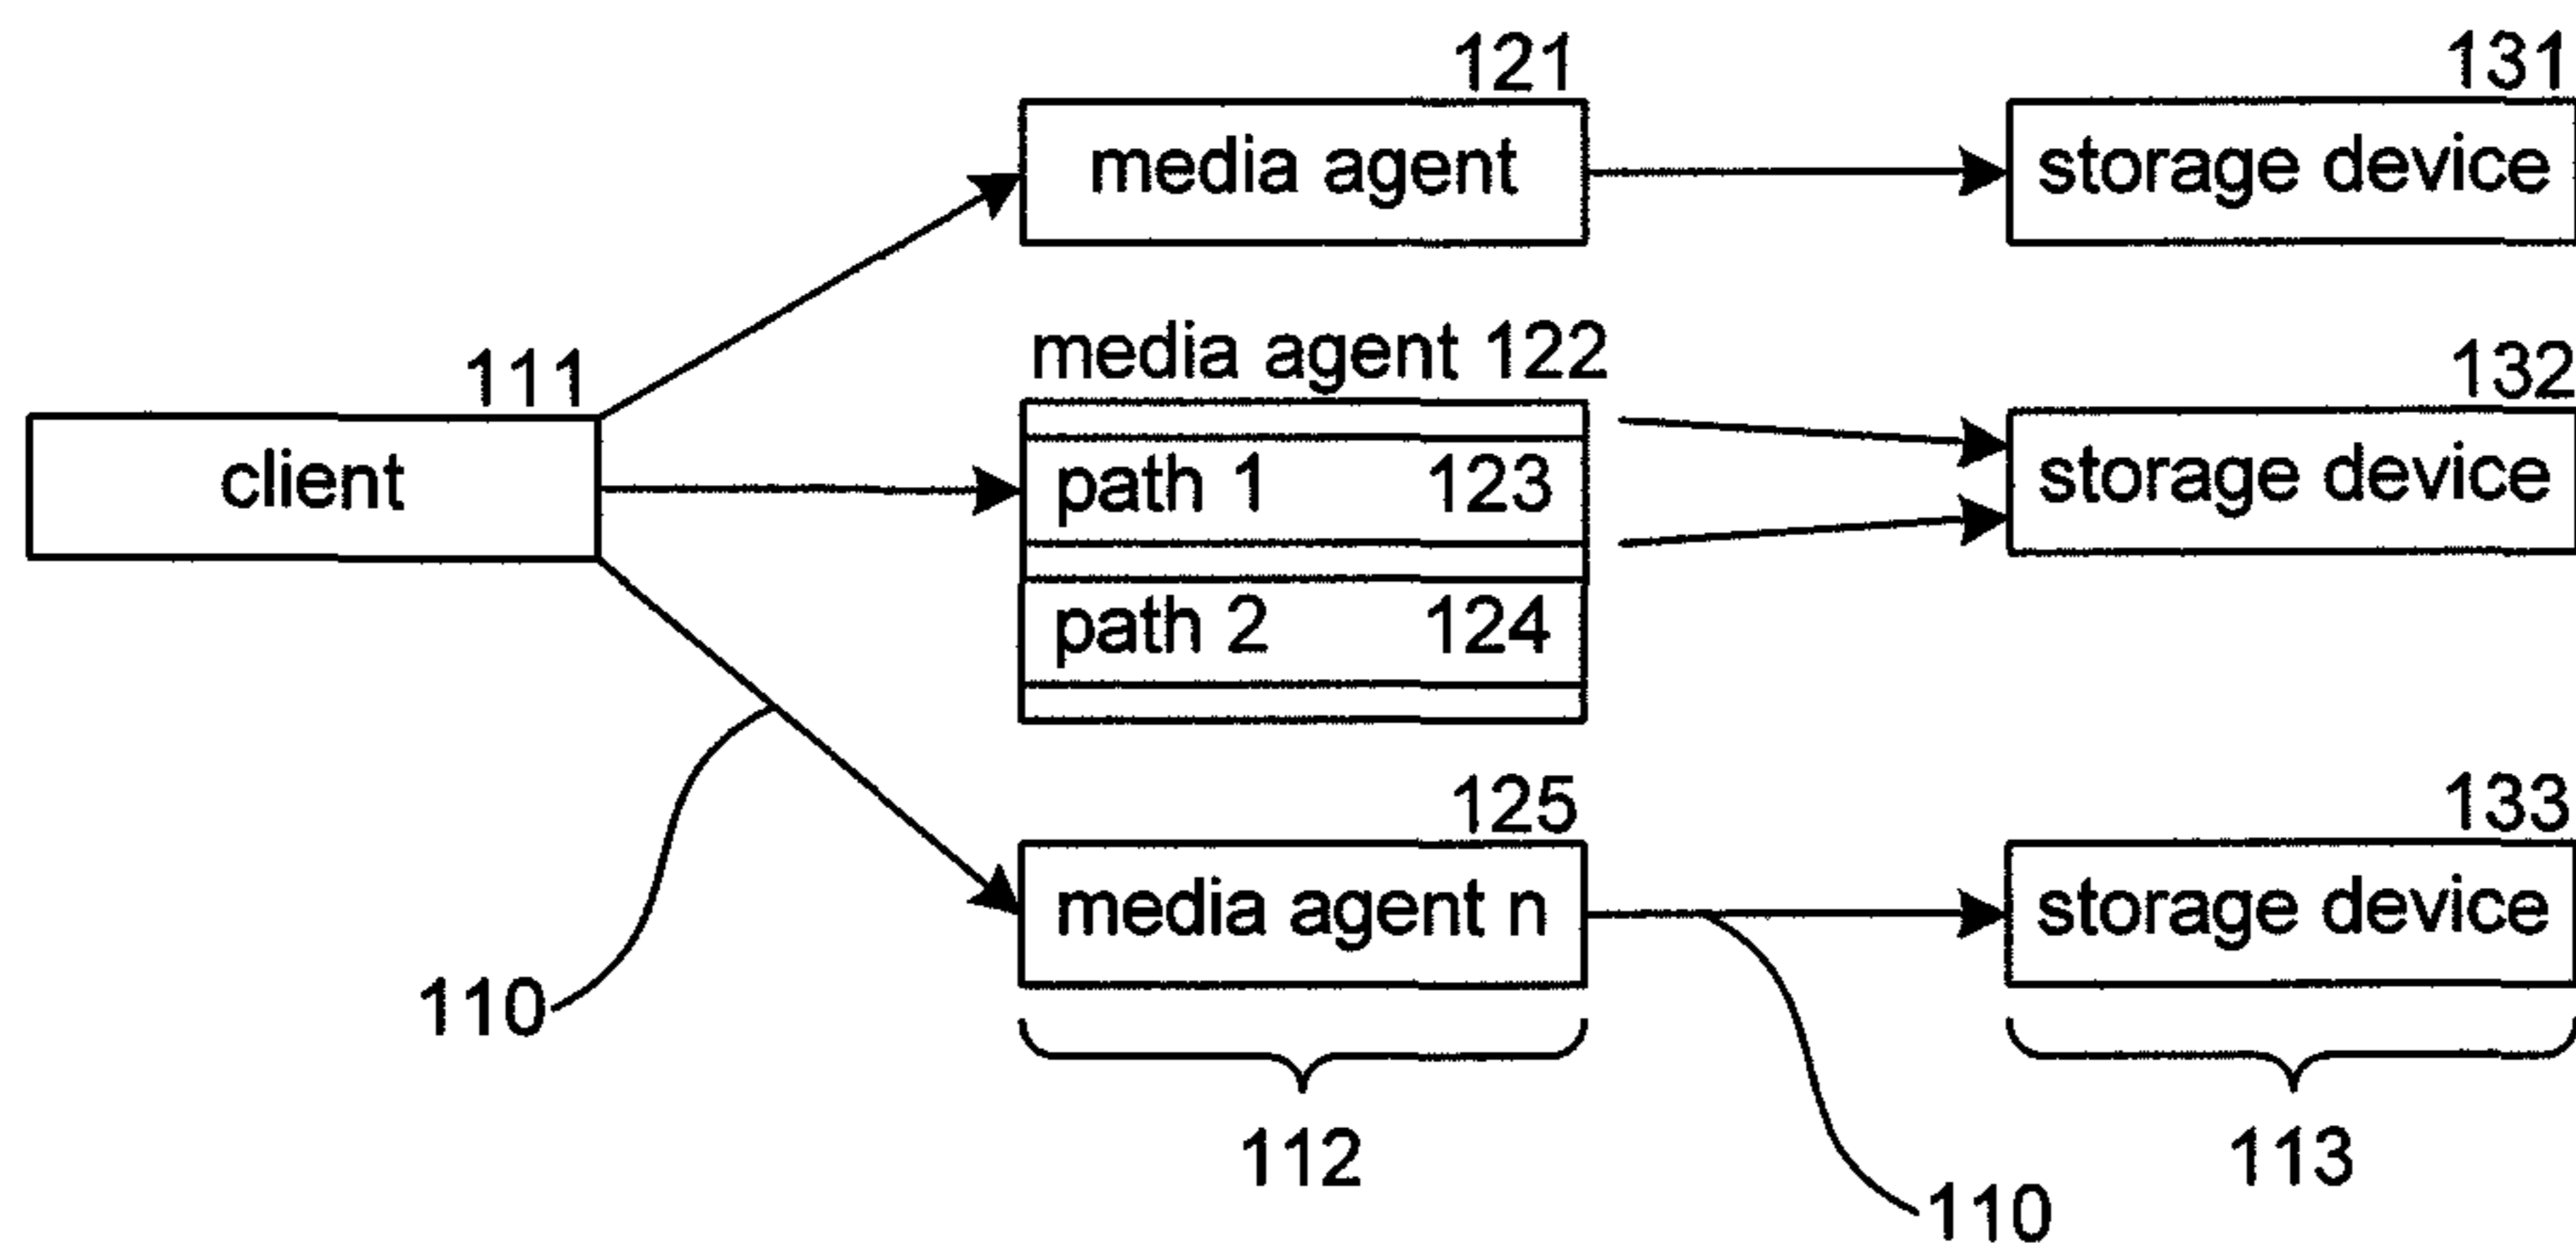 121
131
media agent
storage device
111
media agent 122
132
client
path 1 123
storage device
path 2 124
125
133
media agent n
storage device
110
112
113
110